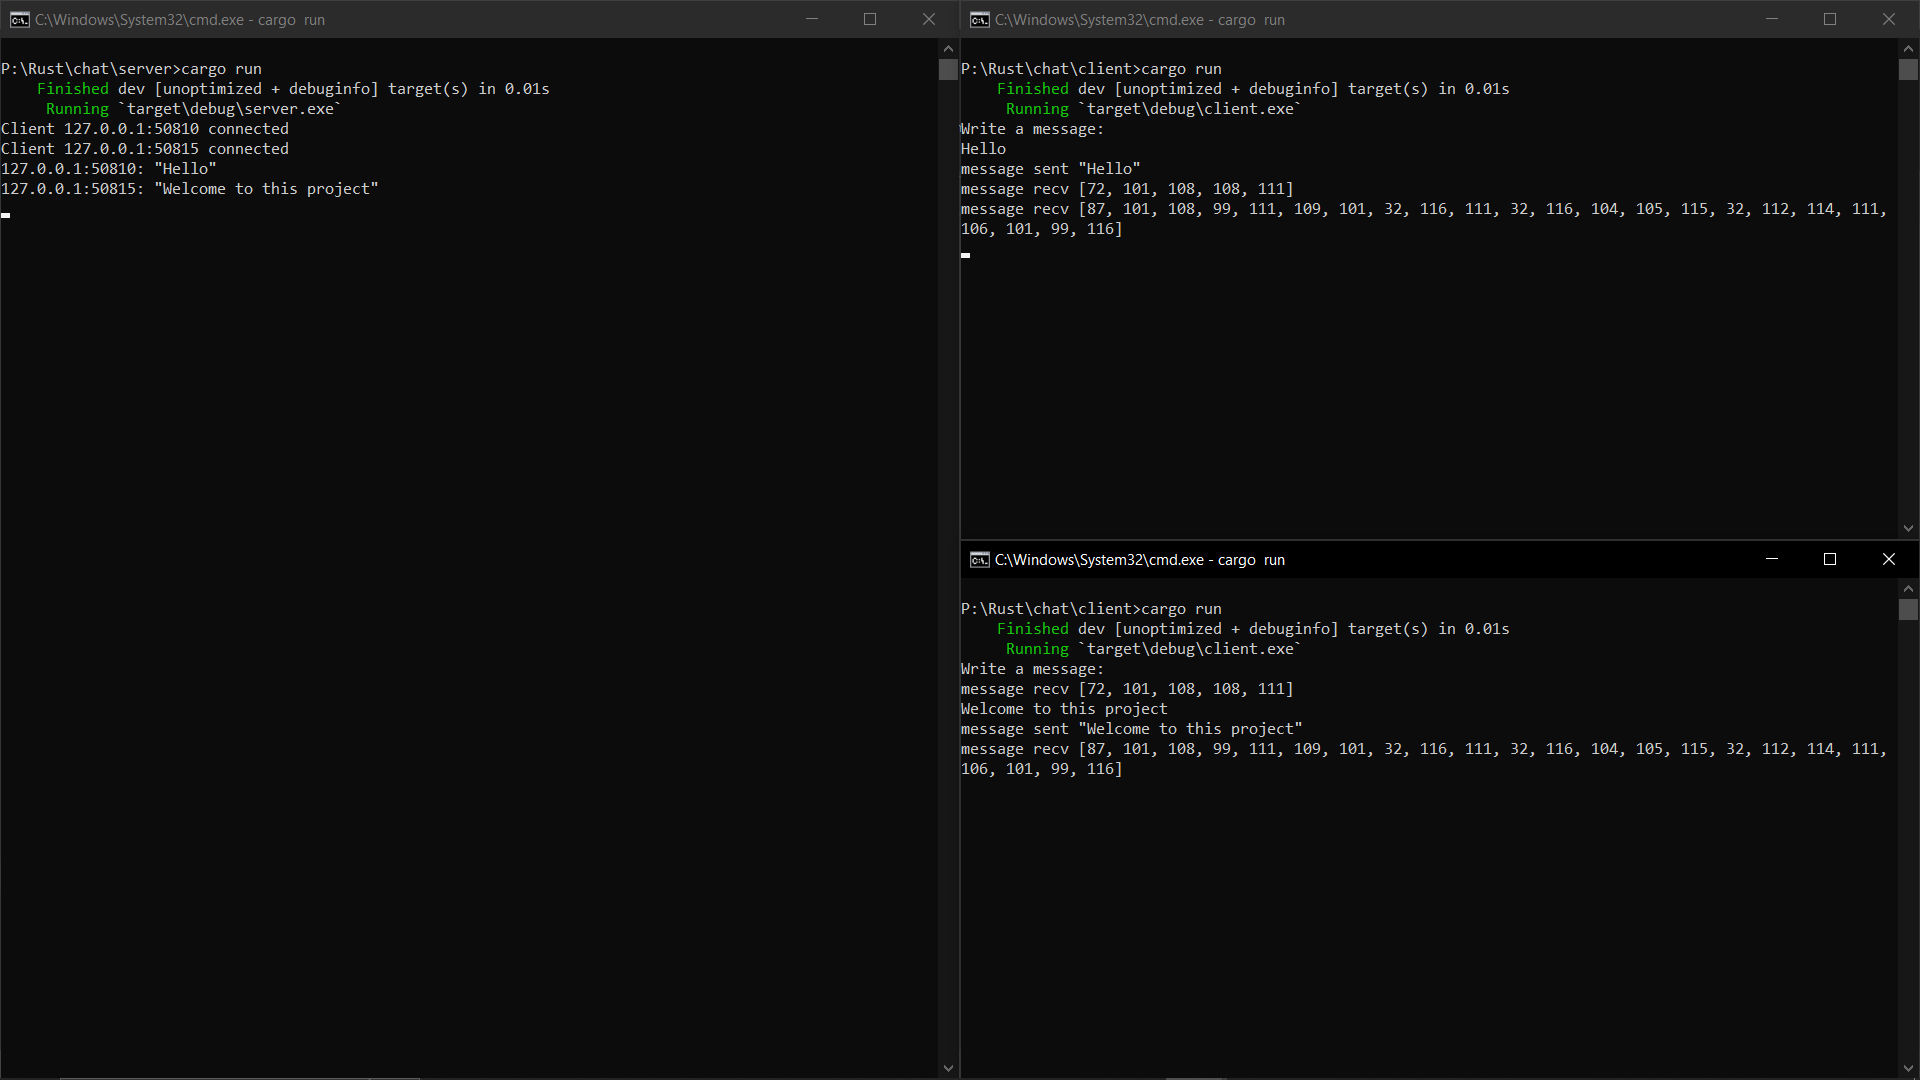 C:\Windows\System32\cmd.exe - cargo  run
P:\Rust\chat\server>cargo run
    Finished dev [unoptimized + debuginfo] target(s) in 0.01s
     Running `target\debug\server.exe`
Client 127.0.0.1:50810 connected
Client 127.0.0.1:50815 connected
127.0.0.1:50810: "Hello"
127.0.0.1:50815: "Welcome to this project"
C:\Windows\System32\cmd.exe - cargo  run
P:\Rust\chat\client>cargo run
    Finished dev [unoptimized + debuginfo] target(s) in 0.01s
     Running `target\debug\client.exe`
Write a message:
Hello
message sent "Hello"
message recv [72, 101, 108, 108, 111]
message recv [87, 101, 108, 99, 111, 109, 101, 32, 116, 111, 32, 116, 104, 105, 115, 32, 112, 114, 111,
106, 101, 99, 116]
C:\Windows\System32\cmd.exe - cargo  run
P:\Rust\chat\client>cargo run
    Finished dev [unoptimized + debuginfo] target(s) in 0.01s
     Running `target\debug\client.exe`
Write a message:
message recv [72, 101, 108, 108, 111]
Welcome to this project
message sent "Welcome to this project"
message recv [87, 101, 108, 99, 111, 109, 101, 32, 116, 111, 32, 116, 104, 105, 115, 32, 112, 114, 111,
106, 101, 99, 116]